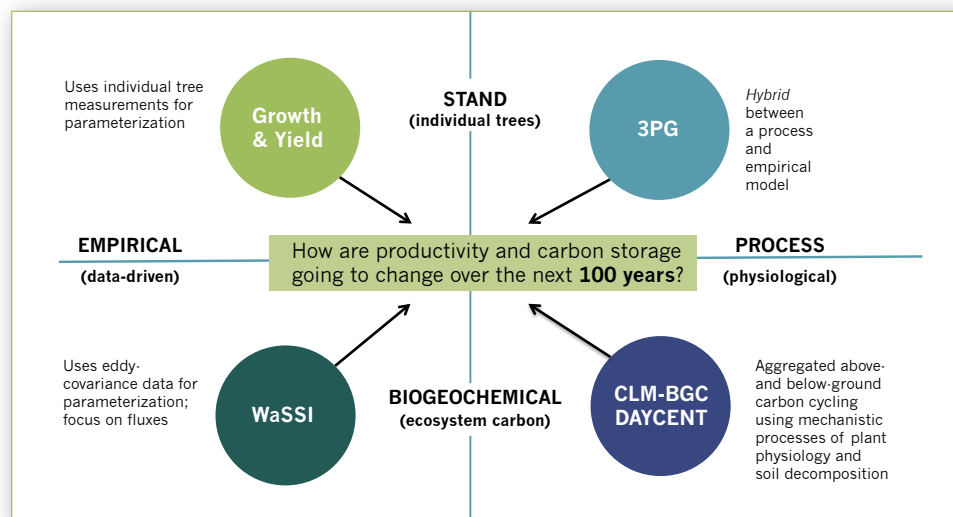 Uses individual tree
measurements for
parameterization
Growth
& Yield
STAND
(individual trees)
3PG
Hybrid
between
a process
and
empirical
model
EMPIRICAL
(data-driven)
How are productivity and carbon storage
going to change over the next 100 years?
PROCESS
(physiological)
Uses eddy-
covariance data for
parameterization;
focus on fluxes
WaSSI
BIOGEOCHEMICAL
(ecosystem carbon)
CLM-BGC
DAYCENT
Aggregated above-
and below-ground
carbon cycling
using mechanistic
processes of plant
physiology and
soil decomposition